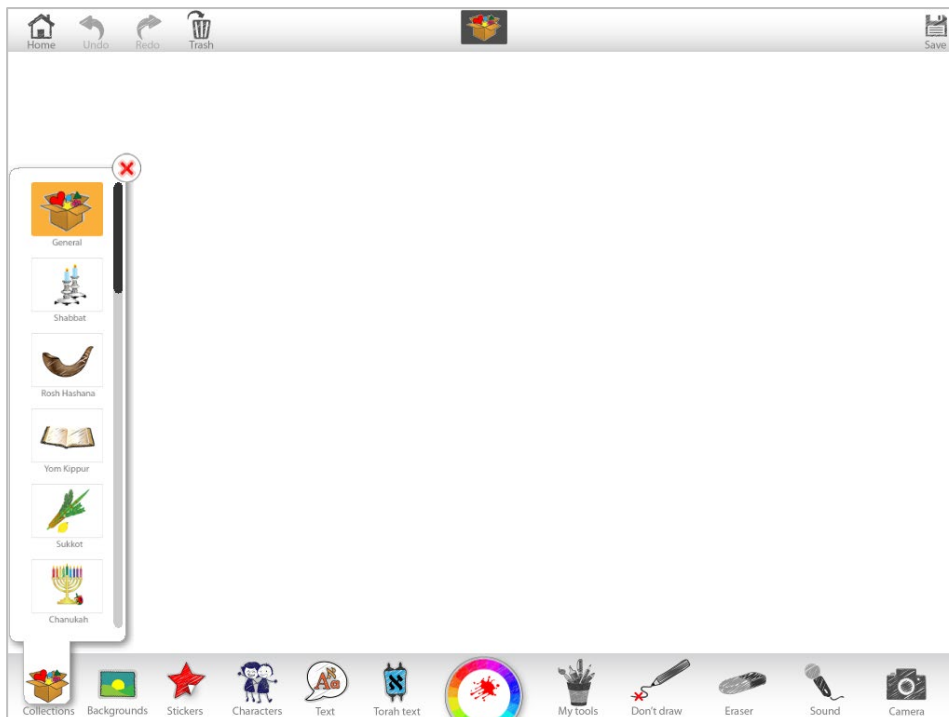 Home Undo Redo Trash Save
General
Shabbat
Rosh Hashana
Yom Kippur
Sukkot
Chanukah
Collections Backgrounds Stickers Characters Text Torah text My tools Don't draw Eraser Sound Camera